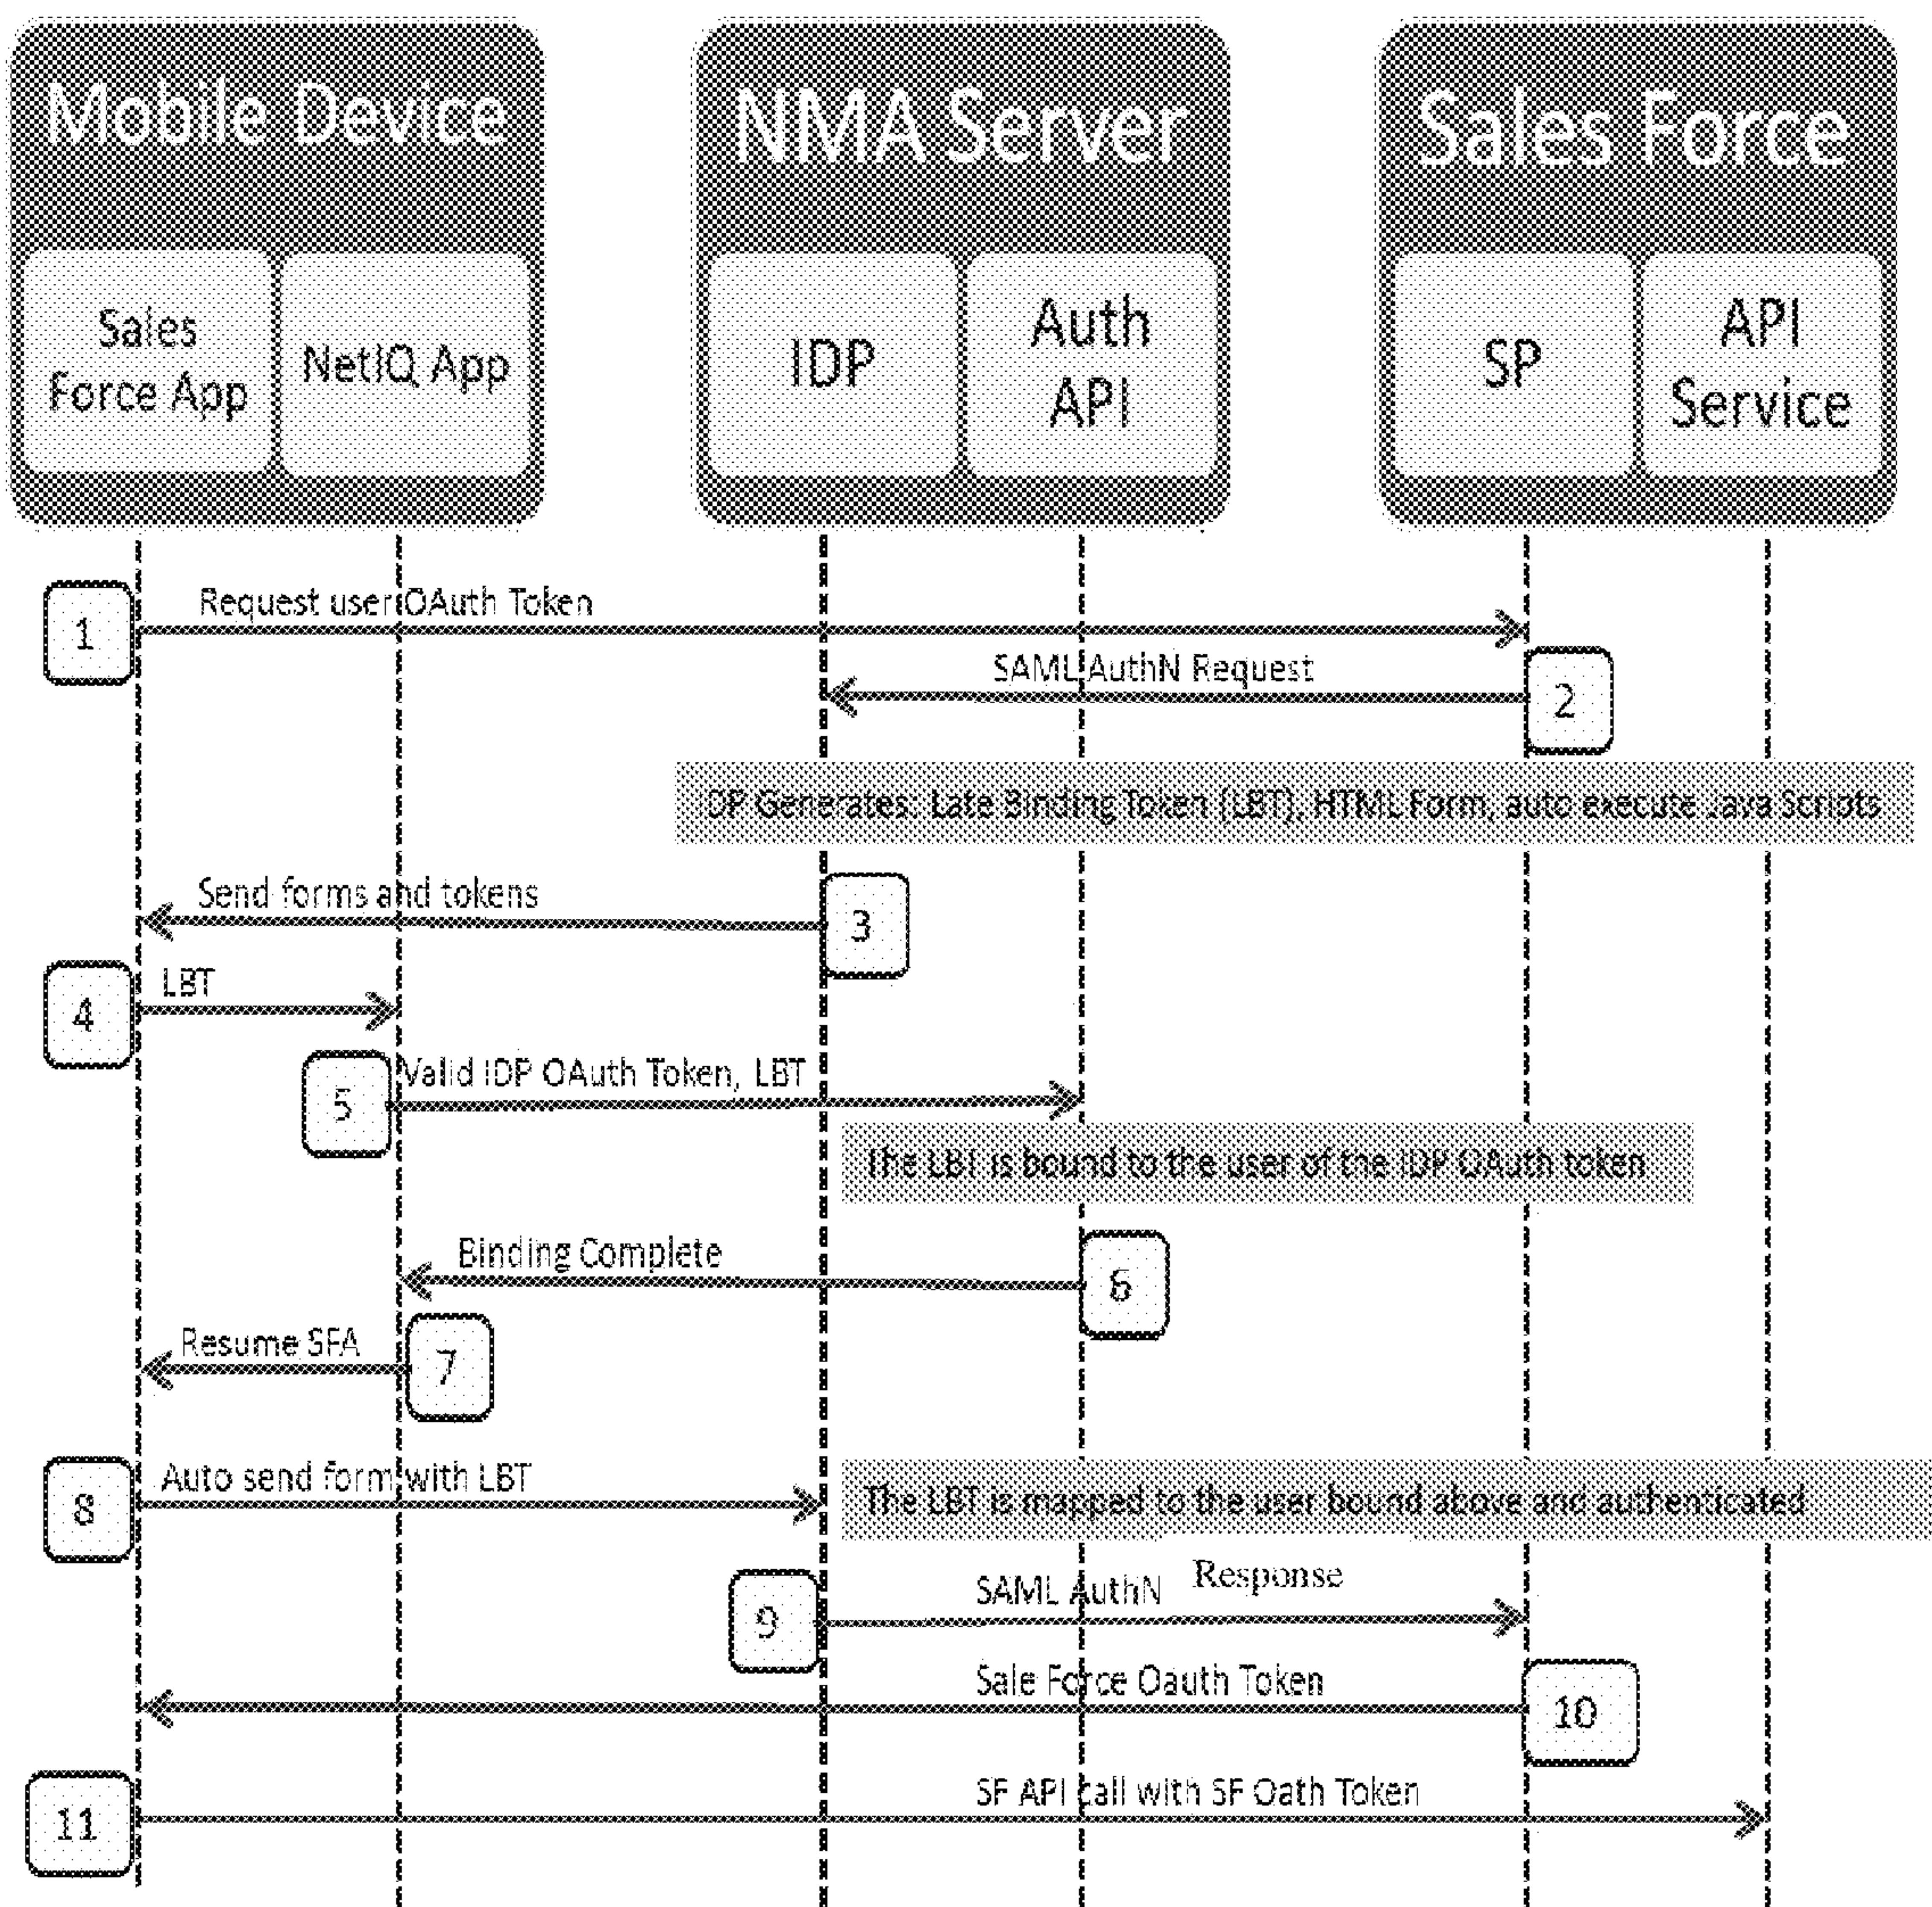 Mobile Device
NMA Server
Sales Force
Sales
Force App
NetIQ App
IDP
Auth
API
SP
API
Service
1
Request user OAuth Token
SAML AuthN Request
2
IDP Generates: Late Binding Token (LBT), HTML Form, auto execute Java Scripts
Send forms and tokens
3
4
LBT
5
Valid IDP OAuth Token, LBT
The LBT is bound to the user of the IDP OAuth token
Binding Complete
6
Resume SFA
7
8
Auto send form with LBT
The LBT is mapped to the user bound above and authenticated
9
SAML AuthN Response
Sale Force Oauth Token
10
11
SF API call with SF Oath Token